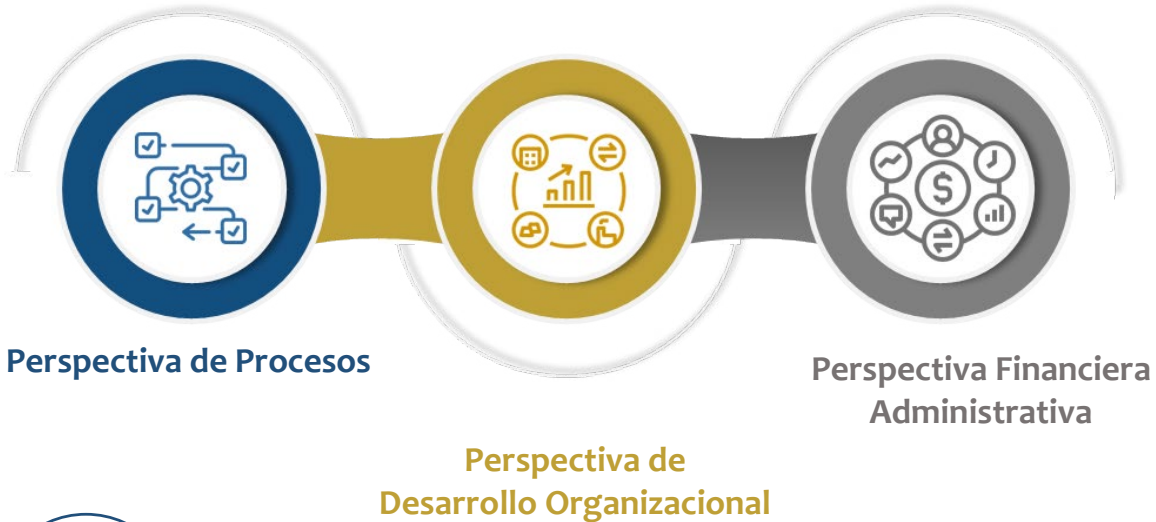 Perspectiva de Procesos
Perspectiva de
Desarrollo Organizacional
Perspectiva Financiera
Administrativa